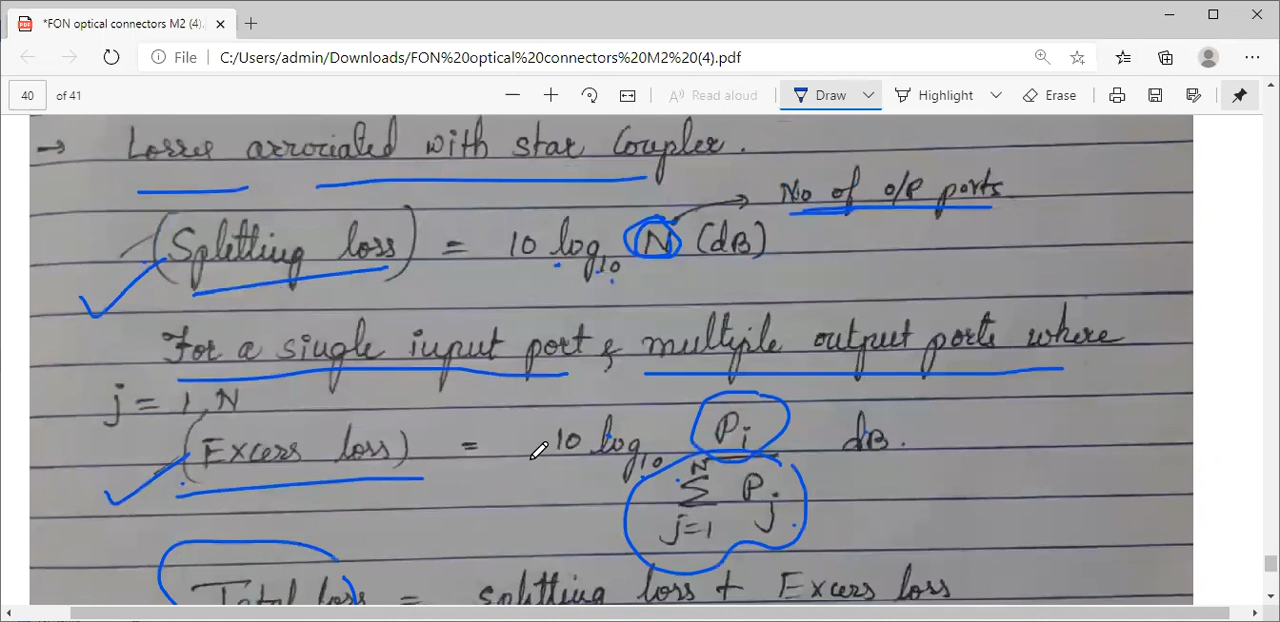 *FON optical connectors M2 (4).
File C:/Users/admin/Downloads/FON%20optical%20connectors%20M2%20(4).pdf
40 of 41 Read aloud Draw Highlight Erase
→ Losses associated with star Coupler.
No of o/p ports
(Splitting loss) = 10 log₁₀ N (dB)
For a single input port & multiple output ports where
j = 1, N
(Excess loss) = 10 log₁₀ Pi / N Σ j=1 Pj dB.
Total loss = splitting loss + Excess loss